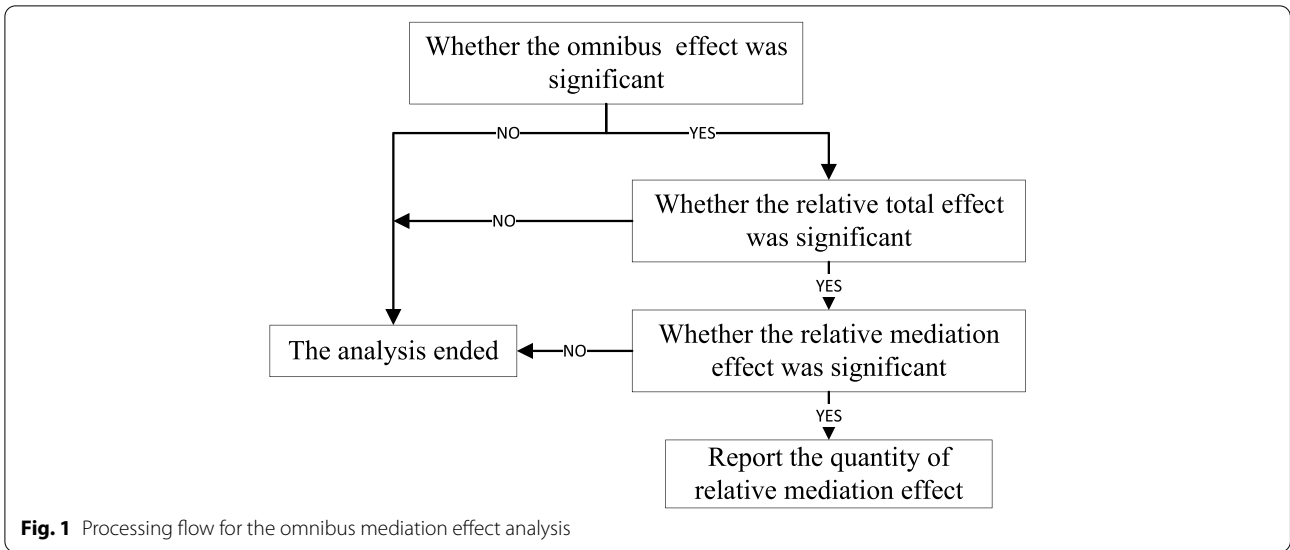 Whether the omnibus effect was
significant
NO
YES
Whether the relative total effect
was significant
NO
YES
Whether the relative mediation
effect was significant
The analysis ended
NO
YES
Report the quantity of
relative mediation effect
Fig. 1 Processing flow for the omnibus mediation effect analysis